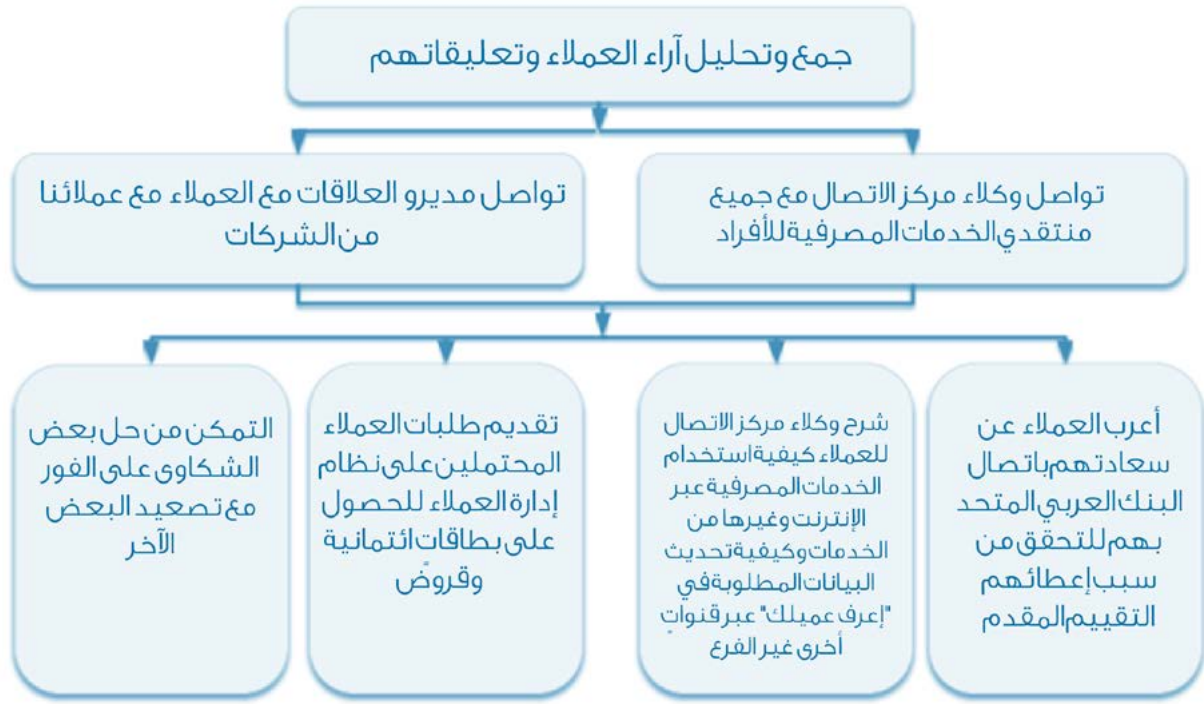 جمع وتحليل آراء العملاء وتعليقاتهم
تواصل وكلاء مركز الاتصال مع جميع
منتقدي الخدمات المصرفية للأفراد
تواصل مديرو العلاقات مع العملاء مع عملائنا
من الشركات
أعرب العملاء عن
سعادتهم باتصال
البنك العربي المتحد
بهم للتحقق من
سبب إعطائهم
التقييم المقدم
شرح وكلاء مركز الاتصال
للعملاء كيفية استخدام
الخدمات المصرفية عبر
الإنترنت وغيرها من
الخدمات وكيفية تحديث
البيانات المطلوبة في
"إعرف عميلك" عبر قنواتٍ
أخرى غير الفرع
تقديم طلبات العملاء
المحتملين على نظام
إدارة العملاء للحصول
على بطاقات ائتمانية
وقروضً
التمكن من حل بعض
الشكاوى على الفور
مع تصعيد البعض
الآخر